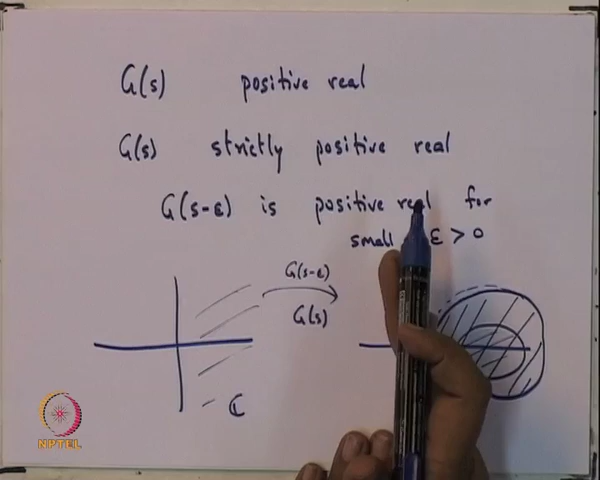 G(s) positive real
G(s) strictly positive real
G(s-ε) is positive real for
small ε > 0
G(s-ε)
G(s)
ℂ
NPTEL